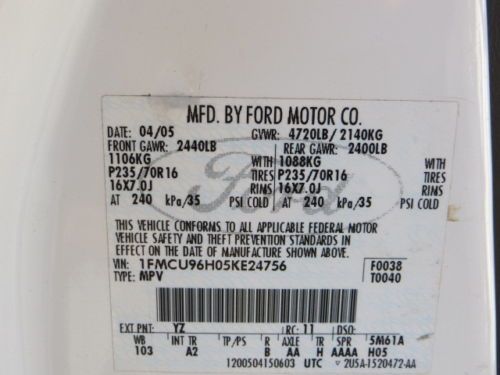 MFD. BY FORD MOTOR CO.
DATE: 04/05 GVWR: 4720LB/ 2140KG
FRONT GAWR: 2440LB REAR GAWR: 2400LB
1106KG WITH 1088KG WITH
P235/70R16 TIRES P235/70R16 TIRES
16X7.0J RIMS 16X7.0J RIMS
AT 240 kPa/35 PSI COLD AT 240 kPa/35 PSI COLD
THIS VEHICLE CONFORMS TO ALL APPLICABLE FEDERAL MOTOR
VEHICLE SAFETY AND THEFT PREVENTION STANDARDS IN
EFFECT ON THE DATE OF MANUFACTURE SHOWN ABOVE.
VIN: 1FMCU96H05KE24756 F0038
TYPE: MPV T0040
EXT PNT: YZ RC: 11 DSO:
WB INT TR TP/PS R AXLE TR SPR 5M61A
103 A2 B AA H AAAA H05
1200504150603 UTC 2U5A-1520472-AA
Ford